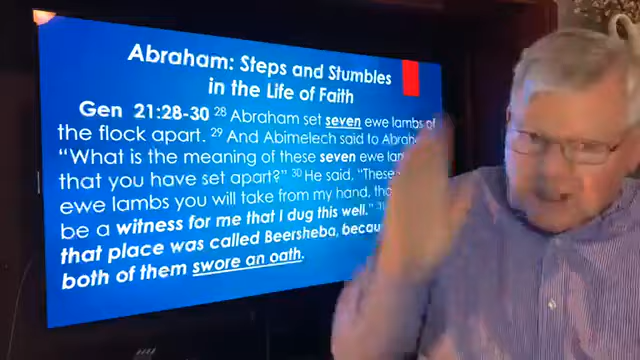 Abraham: Steps and Stumbles
in the Life of Faith
Gen 21:28-30 28 Abraham set seven ewe lambs of
the flock apart. 29 And Abimelech said to
"What is the meaning of these seven ewe
that you have set apart?" 30 He said, "These
ewe lambs you will take from my hand,
be a witness for me that I dug this well."
that place was called Beersheba,
both of them swore an oath.